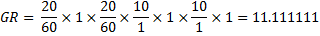 GR = 20/60 × 1 × 20/60 × 10/1 × 1 × 10/1 × 1 = 11.111111